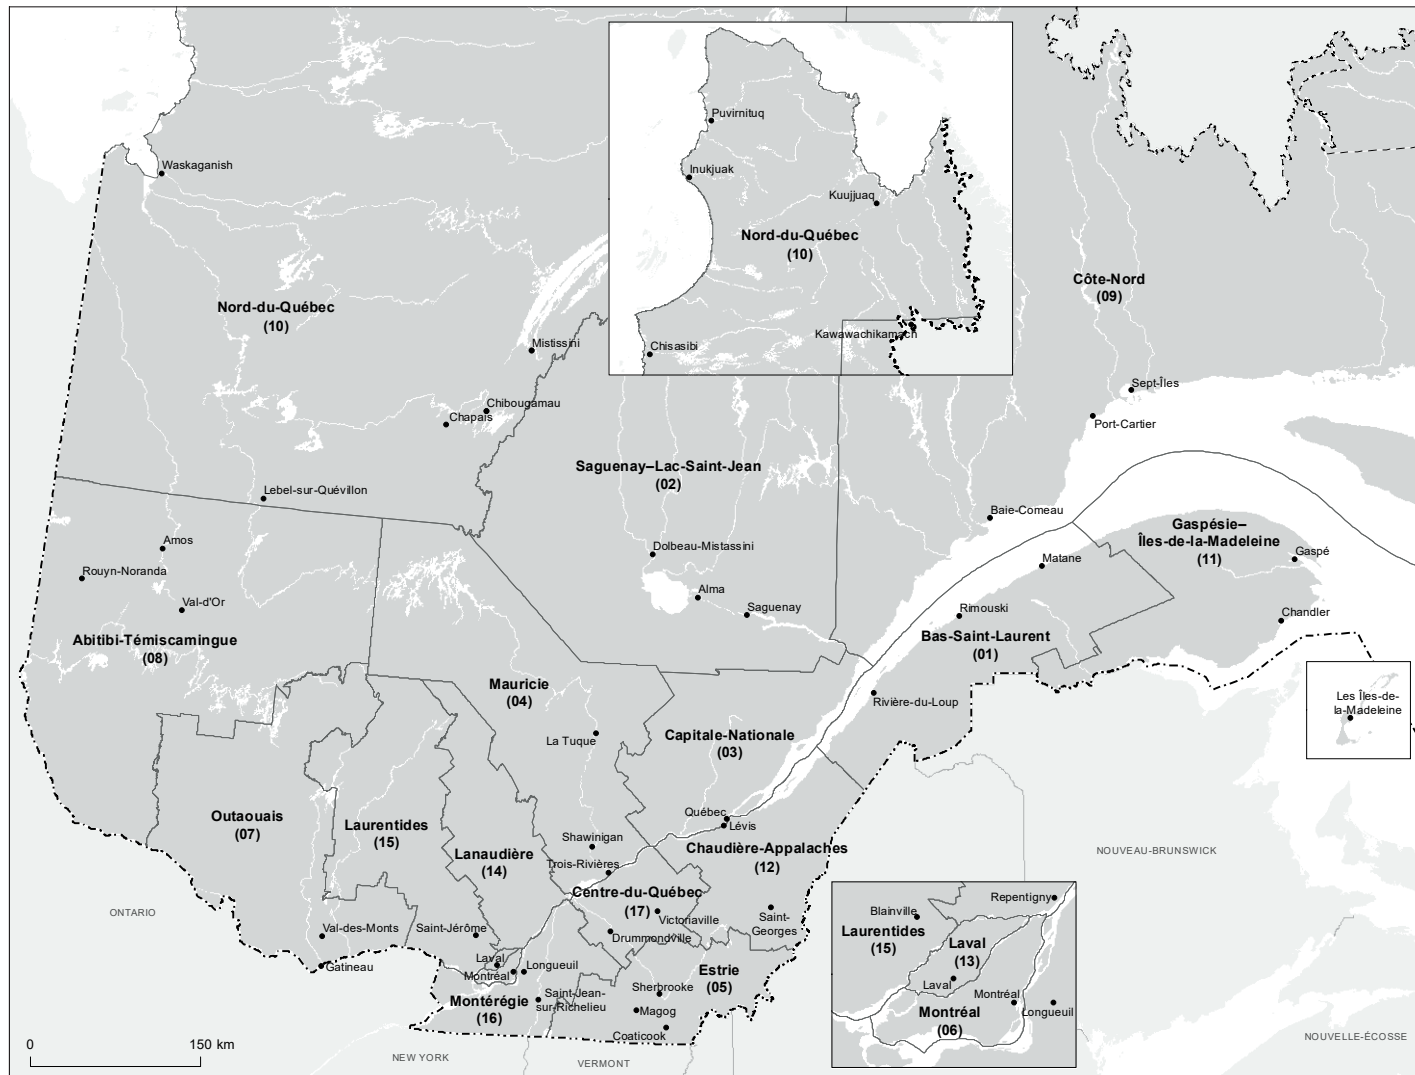 Puvirnituq
Waskaganish
Inukjuak
Kuujjuaq
Nord-du-Québec
(10)
Côte-Nord
(09)
Nord-du-Québec
(10)
Kawawachikamach
Mistissini
Chisasibi
Sept-Îles
Chibougamau
Chapais
Port-Cartier
Saguenay–Lac-Saint-Jean
(02)
Lebel-sur-Quévillon
Baie-Comeau
Gaspésie–
Îles-de-la-Madeleine
(11)
Amos
Dolbeau-Mistassini
Matane
Gaspé
Rouyn-Noranda
Alma
Val-d'Or
Saguenay
Rimouski
Chandler
Abitibi-Témiscamingue
(08)
Bas-Saint-Laurent
(01)
Mauricie
(04)
Rivière-du-Loup
Les Îles-de-
la-Madeleine
La Tuque
Capitale-Nationale
(03)
Outaouais
(07)
Laurentides
(15)
Québec
Lévis
Shawinigan
Lanaudière
(14)
Chaudière-Appalaches
(12)
NOUVEAU-BRUNSWICK
Trois-Rivières
Centre-du-Québec
(17)
Victoriaville
Saint-
Georges
Drummondville
ONTARIO
Val-des-Monts
Saint-Jérôme
Gatineau
Laval
Montréal
Longueuil
Estrie
(05)
Sherbrooke
Montérégie
(16)
Saint-Jean-
sur-Richelieu
Magog
Coaticook
Repentigny
Blainville
Laurentides
(15)
Laval
(13)
Laval
Montréal
Longueuil
Montréal
(06)
0
150 km
NEW YORK
VERMONT
NOUVELLE-ÉCOSSE